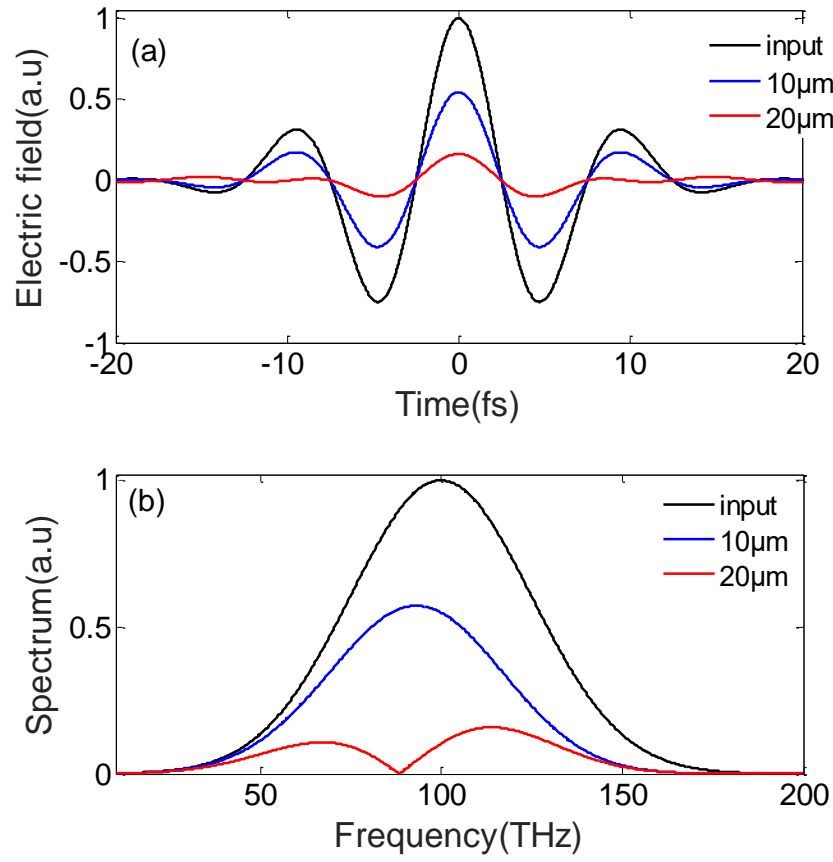 (a)
Electric field(a.u)
1
0.5
0
-0.5
-1
-20
-10
0
10
20
Time(fs)
input
10μm
20μm
(b)
Spectrum(a.u)
1
0.5
0
50
100
150
200
Frequency(THz)
input
10μm
20μm